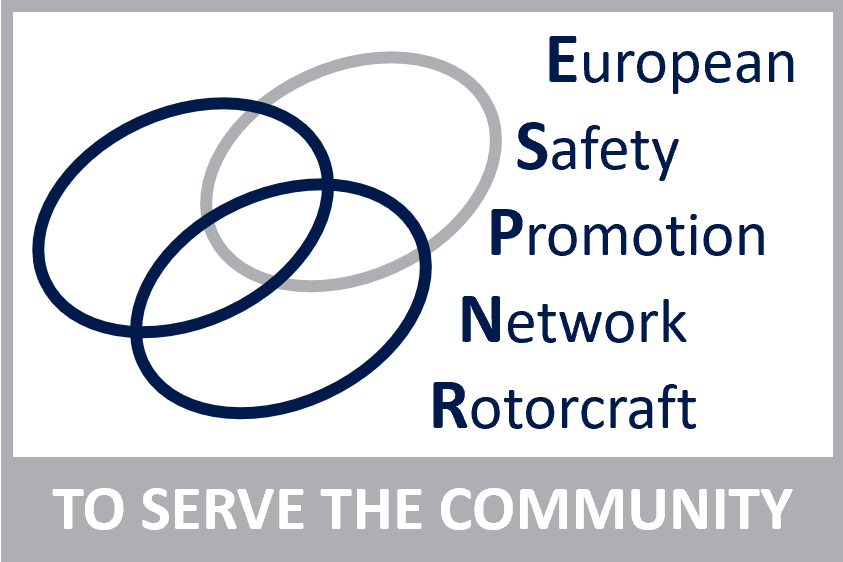 European
Safety
Promotion
Network
Rotorcraft
TO SERVE THE COMMUNITY